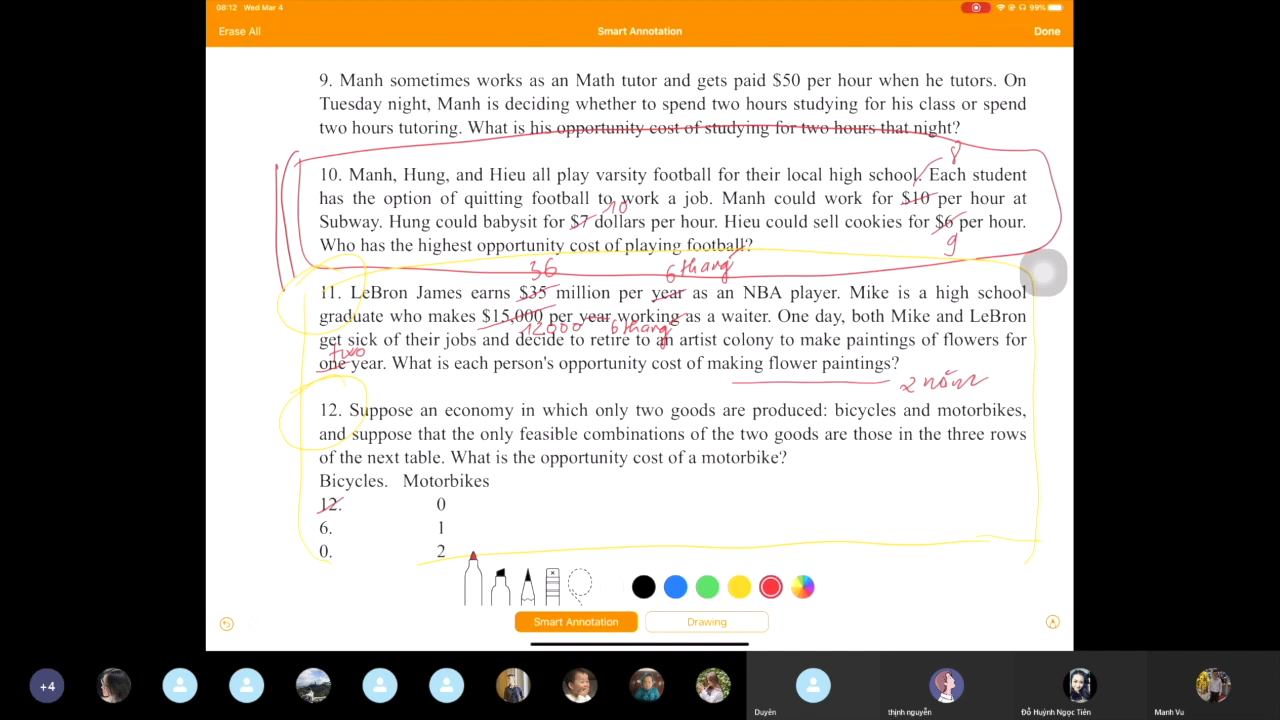 08:12 Wed Mar 4
99%
Erase All
Smart Annotation
Done
9. Manh sometimes works as an Math tutor and gets paid $50 per hour when he tutors. On
Tuesday night, Manh is deciding whether to spend two hours studying for his class or spend
two hours tutoring. What is his opportunity cost of studying for two hours that night?
8
10. Manh, Hung, and Hieu all play varsity football for their local high school. Each student
has the option of quitting football to work a job. Manh could work for $10 per hour at
10
Subway. Hung could babysit for $7 dollars per hour. Hieu could sell cookies for $6 per hour.
9
Who has the highest opportunity cost of playing football?
36 6 tháng
11. LeBron James earns $35 million per year as an NBA player. Mike is a high school
graduate who makes $15,000 per year working as a waiter. One day, both Mike and LeBron
12000 6 tháng
get sick of their jobs and decide to retire to an artist colony to make paintings of flowers for
two
one year. What is each person's opportunity cost of making flower paintings?
2 năm
12. Suppose an economy in which only two goods are produced: bicycles and motorbikes,
and suppose that the only feasible combinations of the two goods are those in the three rows
of the next table. What is the opportunity cost of a motorbike?
Bicycles. Motorbikes
12. 0
6. 1
0. 2
Smart Annotation
Drawing
+4
Duyên
thịnh nguyễn
Đỗ Huỳnh Ngọc Tiên
Manh Vu